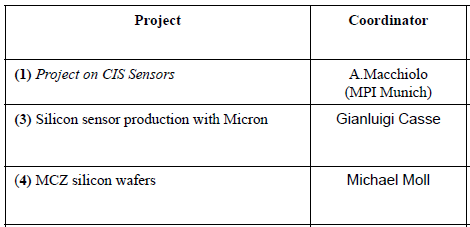 Project Coordinator
(1) Project on CIS Sensors A.Macchiolo
(MPI Munich)
(3) Silicon sensor production with Micron Gianluigi Casse
(4) MCZ silicon wafers Michael Moll